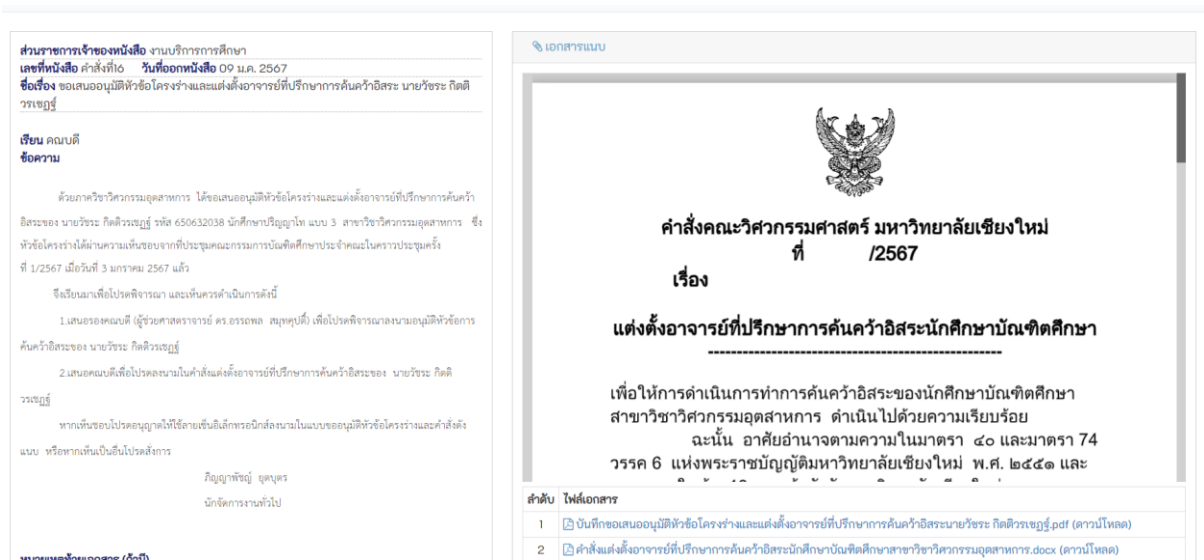 ส่วนราชการเจ้าของหนังสือ งานบริการการศึกษา
เลขที่หนังสือ คำสั่งที่16 วันที่ออกหนังสือ 09 ม.ค. 2567
ชื่อเรื่อง ขอเสนออนุมัติหัวข้อโครงร่างและแต่งตั้งอาจารย์ที่ปรึกษาการค้นคว้าอิสระ นายวัชระ กิตติ
วรเชฏฐ์
เรียน คณบดี
ข้อความ
ด้วยภาควิชาวิศวกรรมอุตสาหการ ได้ขอเสนออนุมัติหัวข้อโครงร่างและแต่งตั้งอาจารย์ที่ปรึกษาการค้นคว้า
อิสระของ นายวัชระ กิตติวรเชฏฐ์ รหัส 650632038 นักศึกษาปริญญาโท แบบ 3 สาขาวิชาวิศวกรรมอุตสาหการ ซึ่ง
หัวข้อโครงร่างได้ผ่านความเห็นชอบจากที่ประชุมคณะกรรมการบัณฑิตศึกษาประจำคณะในคราวประชุมครั้ง
ที่ 1/2567 เมื่อวันที่ 3 มกราคม 2567 แล้ว
จึงเรียนมาเพื่อโปรดพิจารณา และเห็นควรดำเนินการดังนี้
1.เสนอรองคณบดี (ผู้ช่วยศาสตราจารย์ ดร.อรรถพล สมุทคุปติ์) เพื่อโปรดพิจารณาลงนามอนุมัติหัวข้อการ
ค้นคว้าอิสระของ นายวัชระ กิตติวรเชฏฐ์
2.เสนอคณบดีเพื่อโปรดลงนามในคำสั่งแต่งตั้งอาจารย์ที่ปรึกษาการค้นคว้าอิสระของ นายวัชระ กิตติ
วรเชฏฐ์
หากเห็นชอบโปรดอนุญาตให้ใช้ลายเซ็นอิเล็กทรอนิกส์ลงนามในแบบขออนุมัติหัวข้อโครงร่างและคำสั่งดัง
แนบ หรือหากเห็นเป็นอื่นโปรดสั่งการ
ภิญญาพัชญ์ ยุตบุตร
นักจัดการงานทั่วไป
หมายเหตุท้ายเอกสาร (ถ้ามี)
เอกสารแนบ
คำสั่งคณะวิศวกรรมศาสตร์ มหาวิทยาลัยเชียงใหม่
ที่ /2567
เรื่อง
แต่งตั้งอาจารย์ที่ปรึกษาการค้นคว้าอิสระนักศึกษาบัณฑิตศึกษา
---------------------------------------------------
เพื่อให้การดำเนินการทำการค้นคว้าอิสระของนักศึกษาบัณฑิตศึกษา
สาขาวิชาวิศวกรรมอุตสาหการ ดำเนินไปด้วยความเรียบร้อย
ฉะนั้น อาศัยอำนาจตามความในมาตรา ๔๐ และมาตรา 74
วรรค 6 แห่งพระราชบัญญัติมหาวิทยาลัยเชียงใหม่ พ.ศ. ๒๕๕๑ และ
ลำดับ ไฟล์เอกสาร
1 บันทึกขอเสนออนุมัติหัวข้อโครงร่างและแต่งตั้งอาจารย์ที่ปรึกษาการค้นคว้าอิสระนายวัชระ กิตติวรเชฏฐ์.pdf (ดาวน์โหลด)
2 คำสั่งแต่งตั้งอาจารย์ที่ปรึกษาการค้นคว้าอิสระนักศึกษาบัณฑิตศึกษาสาขาวิชาวิศวกรรมอุตสาหการ.docx (ดาวน์โหลด)